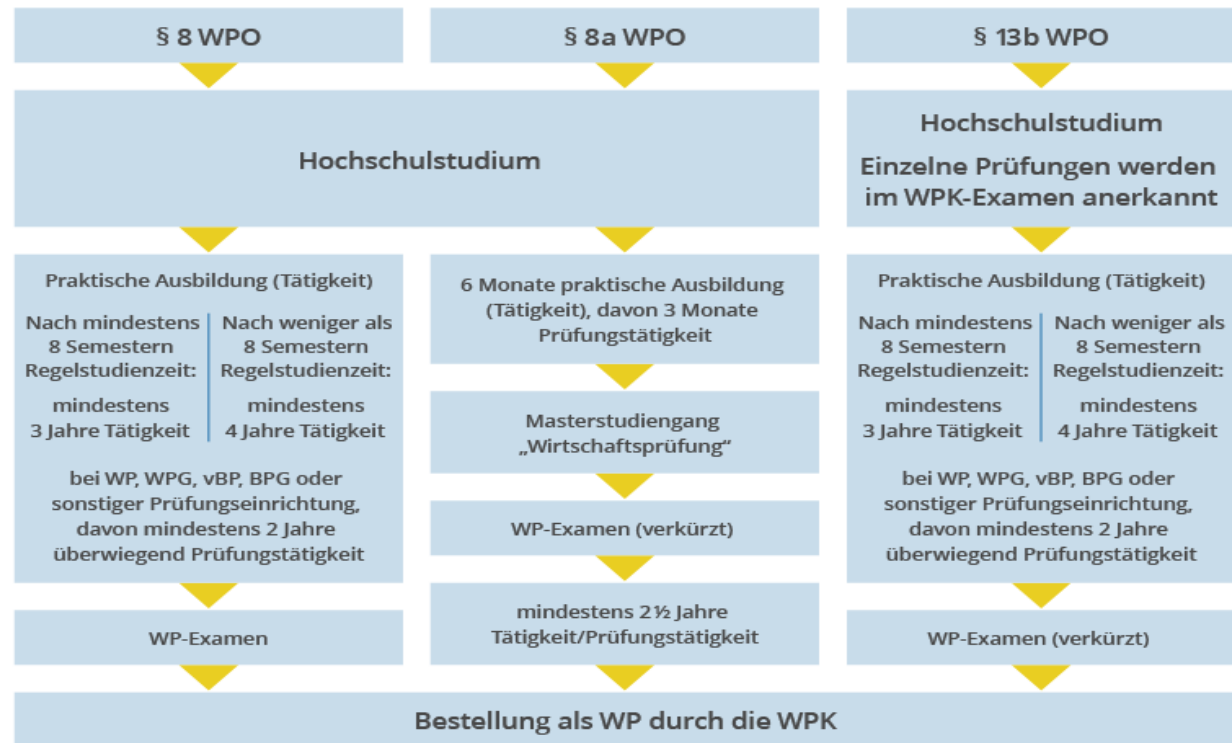 § 8 WPO
§ 8a WPO
§ 13b WPO
Hochschulstudium
Hochschulstudium
Einzelne Prüfungen werden
im WPK-Examen anerkannt
Praktische Ausbildung (Tätigkeit)
Nach mindestens
8 Semestern
Regelstudienzeit:
mindestens
3 Jahre Tätigkeit
Nach weniger als
8 Semestern
Regelstudienzeit:
mindestens
4 Jahre Tätigkeit
bei WP, WPG, vBP, BPG oder
sonstiger Prüfungseinrichtung,
davon mindestens 2 Jahre
überwiegend Prüfungstätigkeit
WP-Examen
6 Monate praktische Ausbildung
(Tätigkeit), davon 3 Monate
Prüfungstätigkeit
Masterstudiengang
„Wirtschaftsprüfung“
WP-Examen (verkürzt)
mindestens 2 ½ Jahre
Tätigkeit/Prüfungstätigkeit
Praktische Ausbildung (Tätigkeit)
Nach mindestens
8 Semestern
Regelstudienzeit:
mindestens
3 Jahre Tätigkeit
Nach weniger als
8 Semestern
Regelstudienzeit:
mindestens
4 Jahre Tätigkeit
bei WP, WPG, vBP, BPG oder
sonstiger Prüfungseinrichtung,
davon mindestens 2 Jahre
überwiegend Prüfungstätigkeit
WP-Examen (verkürzt)
Bestellung als WP durch die WPK